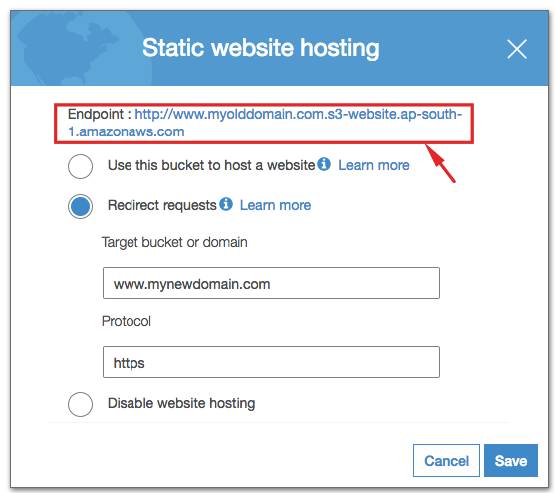 Static website hosting
Endpoint : http://www.myolddomain.com.s3-website.ap-south-
1.amazonaws.com
Use this bucket to host a website Learn more
Redirect requests Learn more
Target bucket or domain
www.mynewdomain.com
Protocol
https
Disable website hosting
Cancel Save